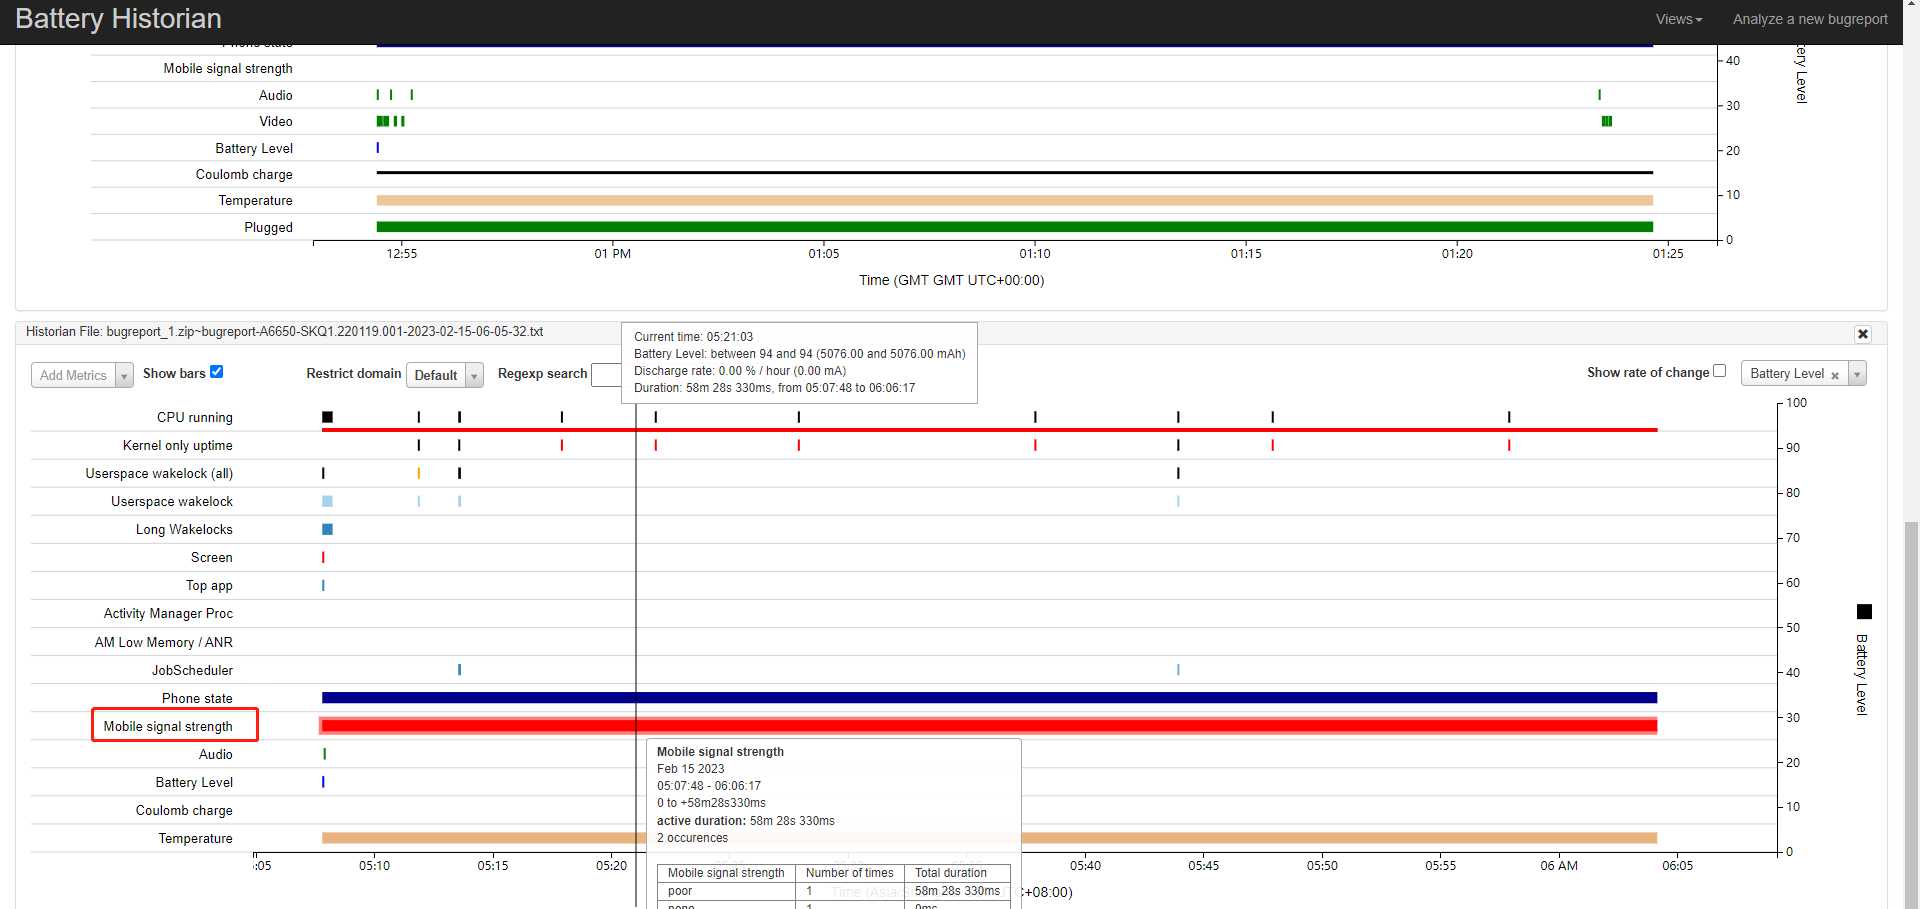 Battery Historian
Views
Analyze a new bugreport
Phone state
Mobile signal strength
Audio
Video
Battery Level
Coulomb charge
Temperature
Plugged
12:55
01 PM
01:05
01:10
01:15
01:20
01:25
Time (GMT GMT UTC+00:00)
40
30
20
10
0
ery Level
Historian File: bugreport_1.zip~bugreport-A6650-SKQ1.220119.001-2023-02-15-06-05-32.txt
Current time: 05:21:03
Battery Level: between 94 and 94 (5076.00 and 5076.00 mAh)
Discharge rate: 0.00 % / hour (0.00 mA)
Duration: 58m 28s 330ms, from 05:07:48 to 06:06:17
Add Metrics
Show bars
Restrict domain
Default
Regexp search
Show rate of change
Battery Level
CPU running
Kernel only uptime
Userspace wakelock (all)
Userspace wakelock
Long Wakelocks
Screen
Top app
Activity Manager Proc
AM Low Memory / ANR
JobScheduler
Phone state
Mobile signal strength
Audio
Battery Level
Coulomb charge
Temperature
100
90
80
70
60
50
40
30
20
10
0
Battery Level
Mobile signal strength
Feb 15 2023
05:07:48 - 06:06:17
0 to +58m28s330ms
active duration: 58m 28s 330ms
2 occurences
Mobile signal strength Number of times Total duration
poor 1 58m 28s 330ms
none 1 0ms
:05
05:10
05:15
05:20
05:40
05:45
05:50
05:55
06 AM
06:05
Time (Asia/
TC+08:00)